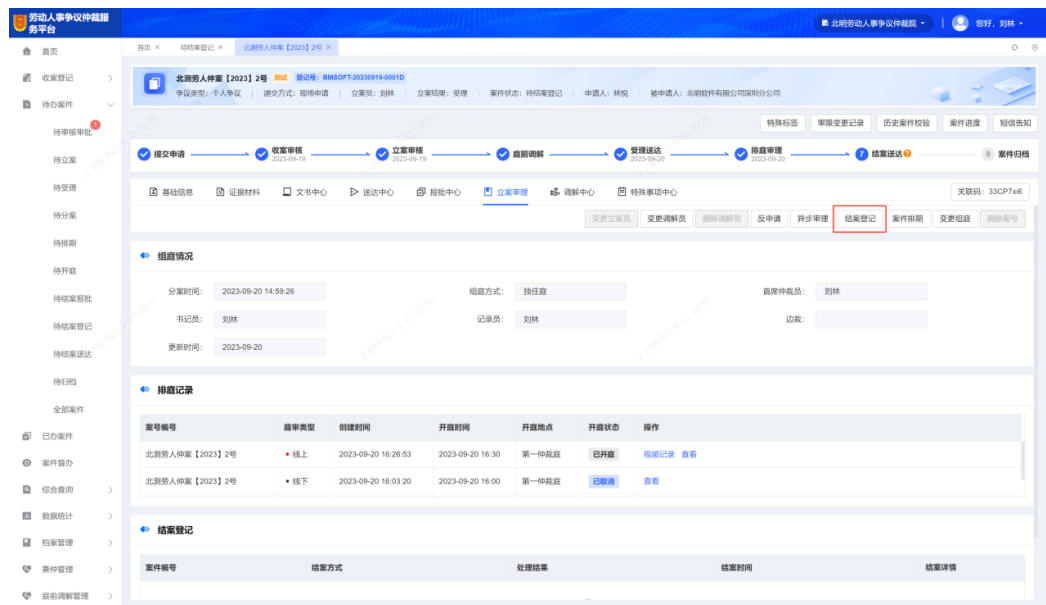 劳动人事争议仲裁服
务平台
北明劳动人事争议仲裁院
您好，刘林
首页
收案登记
待办案件
待审核审批
1
待立案
待受理
待分案
待排期
待开庭
待结案报批
待结案登记
待结案送达
待归档
全部案件
已办案件
案件督办
综合查询
数据统计
档案管理
兼仲管理
庭前调解管理
首页 × 待结案登记 × 北测劳人仲案【2023】2号 ×
北测劳人仲案【2023】2号 测试 登记号：BMSOFT-20230919-0001D
争议类型：个人争议 | 递交方式：现场申请 | 立案员：刘林 | 立案结果：受理 | 案件状态：待结案登记 | 申请人：林悦 | 被申请人：北明软件有限公司深圳分公司
特殊标签 审限变更记录 历史案件校验 案件进度 短信告知
提交申请
收案审核
2023-09-19
立案审核
2023-09-19
庭前调解
受理送达
2023-09-20
排庭审理
2023-09-20
7 结案送达
8 案件归档
基础信息 证据材料 文书中心 送达中心 报批中心 立案审理 调解中心 特殊事项中心 关联码：33CP7xi6
变更立案员 变更调解员 删除调解员 反申请 异步审理 结案登记 案件排期 变更组庭 删除案号
组庭情况
分案时间： 2023-09-20 14:59:26 组庭方式： 独任庭 首席仲裁员： 刘林
书记员： 刘林 记录员： 刘林 边裁：
更新时间： 2023-09-20
排庭记录
案号编号 庭审类型 创建时间 开庭时间 开庭地点 开庭状态 操作
北测劳人仲案【2023】2号 线上 2023-09-20 16:26:53 2023-09-20 16:30 第一仲裁庭 已开庭 视频记录 查看
北测劳人仲案【2023】2号 线下 2023-09-20 16:03:20 2023-09-20 16:00 第一仲裁庭 已取消 查看
结案登记
案件编号 结案方式 处理结果 结案时间 结案详情